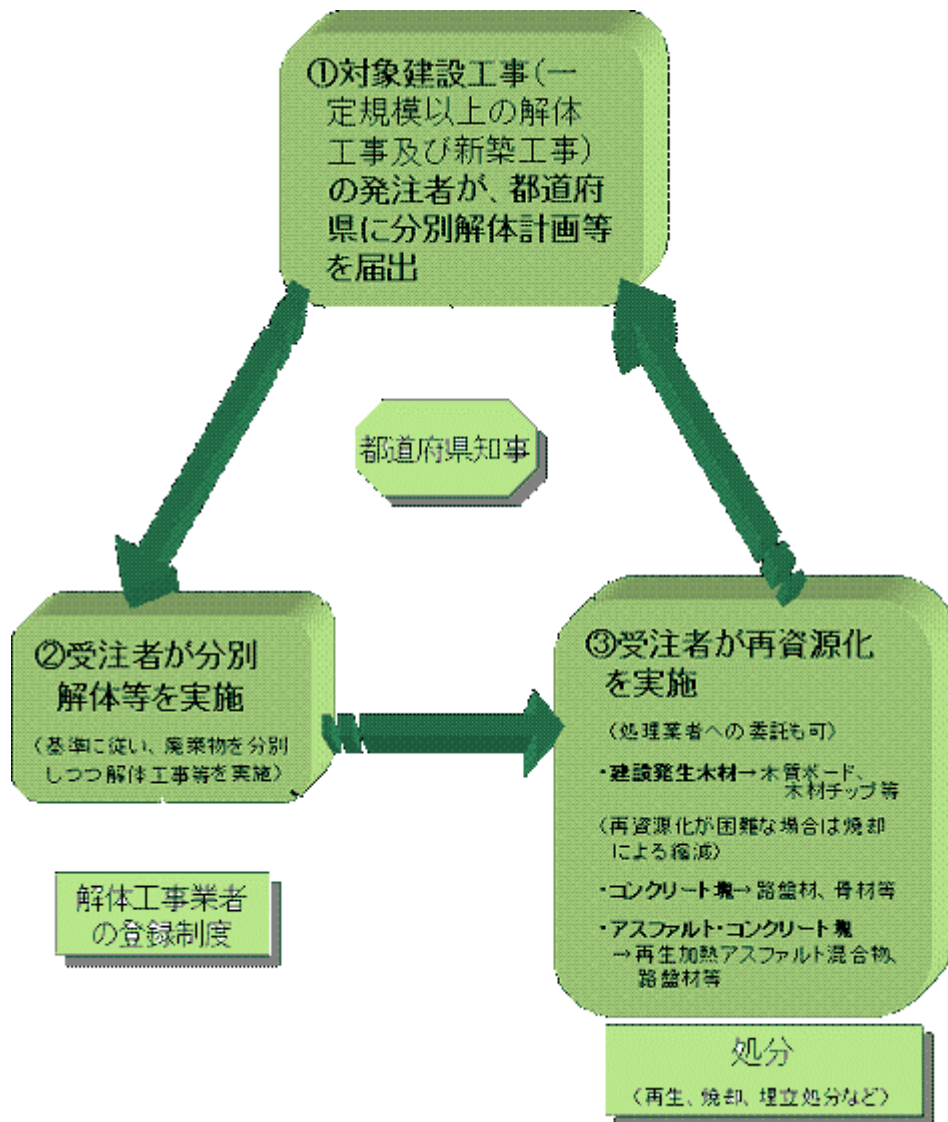 ①対象建設工事(一
定規模以上の解体
工事及び新築工事)
の発注者が、都道府
県に分別解体計画等
を届出
都道府県知事
②受注者が分別
解体等を実施
(基準に従い、廃棄物を分別
しつつ解体工事等を実施)
解体工事業者
の登録制度
③受注者が再資源化
を実施
(処理業者への委託も可)
・建設発生木材→木質ボード、
木材チップ等
(再資源化が困難な場合は焼却
による縮減)
・コンクリート塊→路盤材、骨材等
・アスファルト・コンクリート塊
→再生加熱アスファルト混合物、
路盤材等
処分
(再生、焼却、埋立処分など)